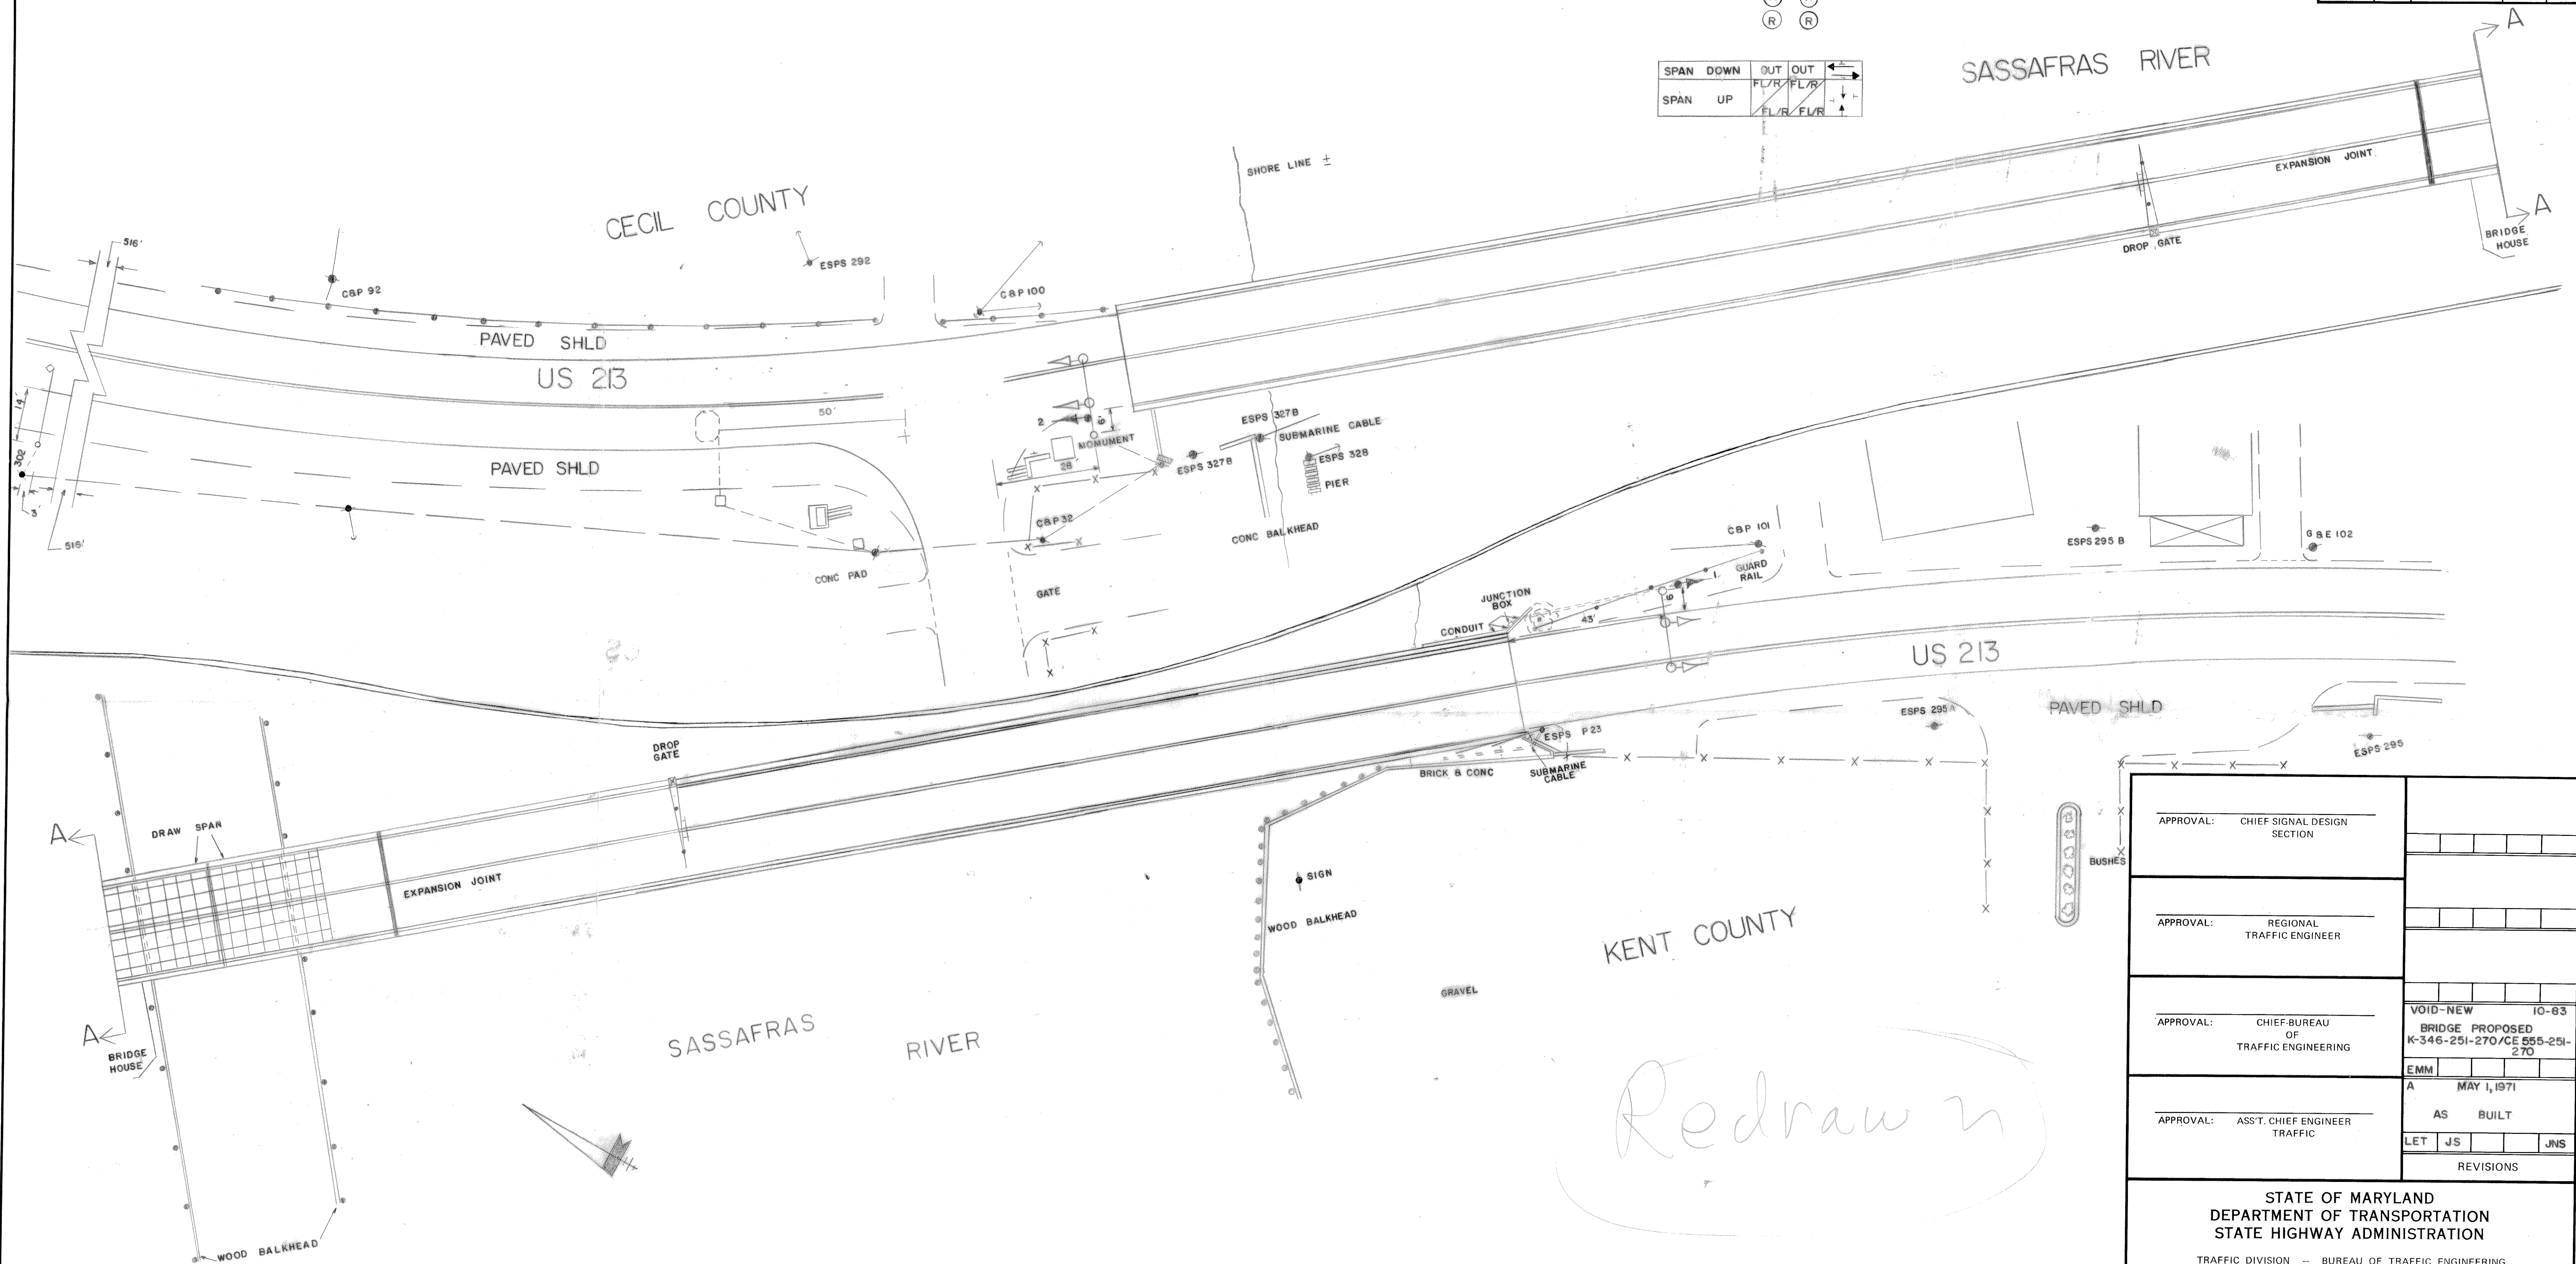 R R
SPAN DOWN OUT OUT
FL/R FL/R
SPAN UP
FL/R FL/R
SASSAFRAS RIVER
A
A
EXPANSION JOINT
DROP GATE
BRIDGE
HOUSE
SHORE LINE ±
CECIL COUNTY
516'
C&P 92
ESPS 292
C&P 100
PAVED SHLD
US 213
50'
14'
302
3'
516'
PAVED SHLD
2
6'
MOMUMENT
28'
ESPS 327B
ESPS 327B
SUBMARINE CABLE
ESPS 328
PIER
C&P 32
CONC BALKHEAD
CONC PAD
GATE
C&P 101
GUARD
RAIL
1
6'
43'
JUNCTION
BOX
CONDUIT
ESPS 295 B
G&E 102
US 213
PAVED SHLD
ESPS 295A
ESPS 295
ESPS P23
SUBMARINE
CABLE
BRICK & CONC
DROP
GATE
A
DRAW SPAN
EXPANSION JOINT
A
BRIDGE
HOUSE
WOOD BALKHEAD
SASSAFRAS RIVER
SIGN
WOOD BALKHEAD
GRAVEL
KENT COUNTY
BUSHES
Redrawn
APPROVAL: CHIEF SIGNAL DESIGN
SECTION
APPROVAL: REGIONAL
TRAFFIC ENGINEER
APPROVAL: CHIEF-BUREAU
OF
TRAFFIC ENGINEERING
APPROVAL: ASS'T. CHIEF ENGINEER
TRAFFIC
VOID-NEW 10-83
BRIDGE PROPOSED
K-346-251-270/CE 555-251-
270
EMM
A MAY 1, 1971
AS BUILT
LET JS JNS
REVISIONS
STATE OF MARYLAND
DEPARTMENT OF TRANSPORTATION
STATE HIGHWAY ADMINISTRATION
TRAFFIC DIVISION — BUREAU OF TRAFFIC ENGINEERING